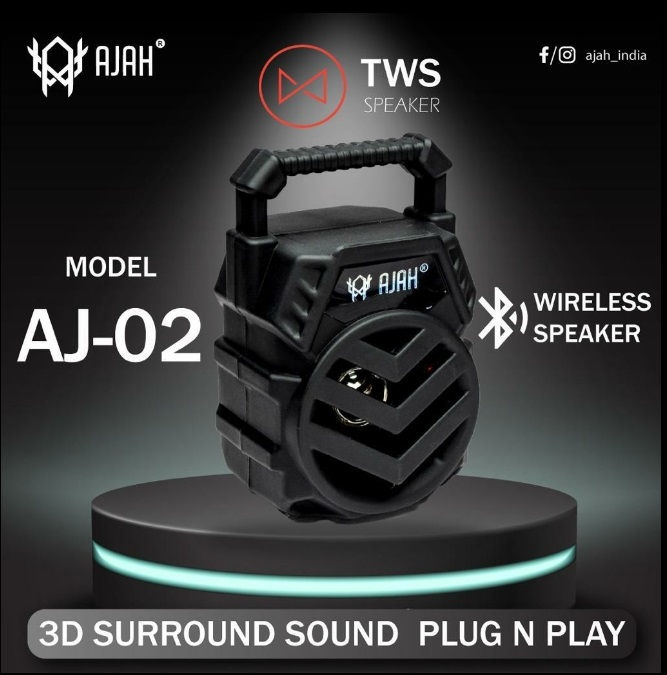 AJAH®
TWS
SPEAKER
f/ ajah_india
MODEL
AJ-02
AJAH®
WIRELESS
SPEAKER
3D SURROUND SOUND PLUG N PLAY